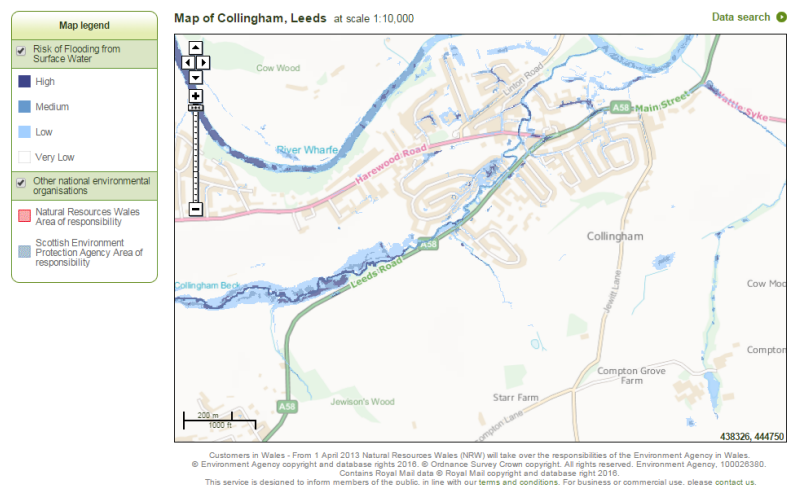 Map legend
Risk of Flooding from
Surface Water
High
Medium
Low
Very Low
Other national environmental
organisations
Natural Resources Wales
Area of responsibility
Scottish Environment
Protection Agency Area of
responsibility
Map of Collingham, Leeds at scale 1:10,000
Data search
Cow Wood
Linton Road
A58
Main Street
Wattle Syke
River Wharfe
Harewood Road
Collingham
A58
Leeds Road
Collingham Beck
Cow Moo
Jewitt Lane
Compton
Compton Grove
Farm
Starr Farm
Jewison's Wood
A58
ompton Lane
200 m
1000 ft
438326, 444750
Customers in Wales - From 1 April 2013 Natural Resources Wales (NRW) will take over the responsibilities of the Environment Agency in Wales.
© Environment Agency copyright and database rights 2016. © Ordnance Survey Crown copyright. All rights reserved. Environment Agency, 100026380.
Contains Royal Mail data © Royal Mail copyright and database right 2016.
This service is designed to inform members of the public, in line with our terms and conditions. For business or commercial use, please contact us.